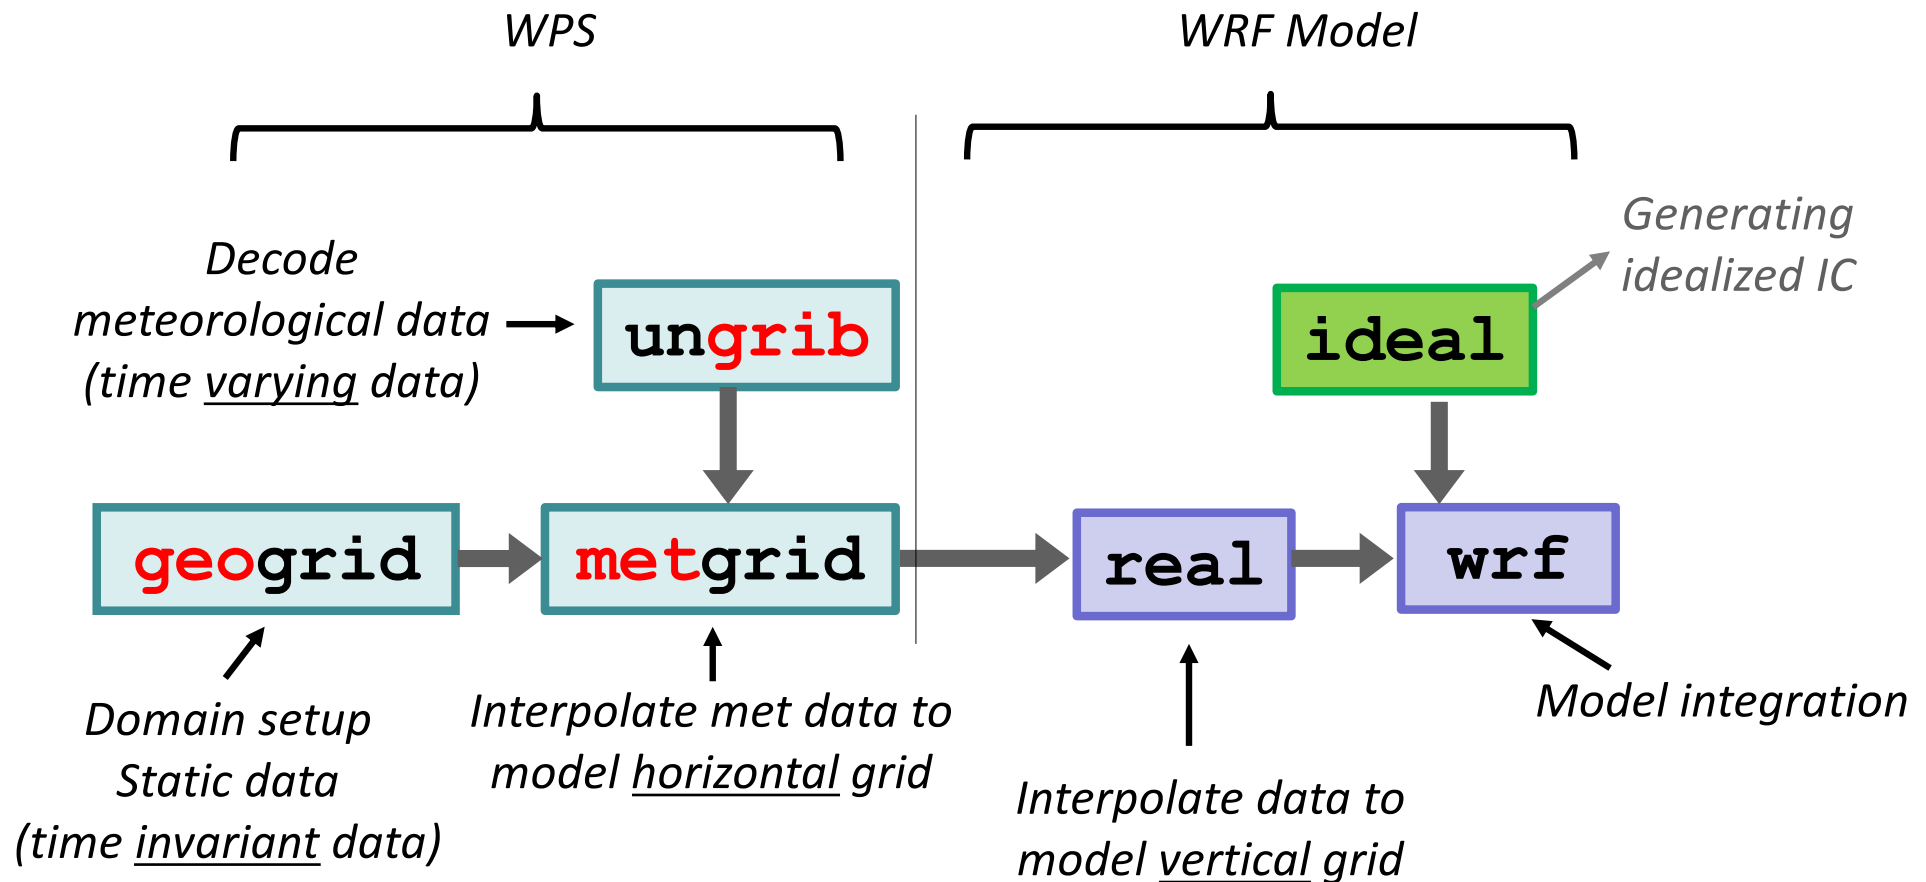 WPS
WRF Model
Generating
idealized IC
Decode
meteorological data
(time varying data)
ungrib
ideal
geogrid
metgrid
real
wrf
Domain setup
Static data
(time invariant data)
Interpolate met data to
model horizontal grid
Interpolate data to
model vertical grid
Model integration